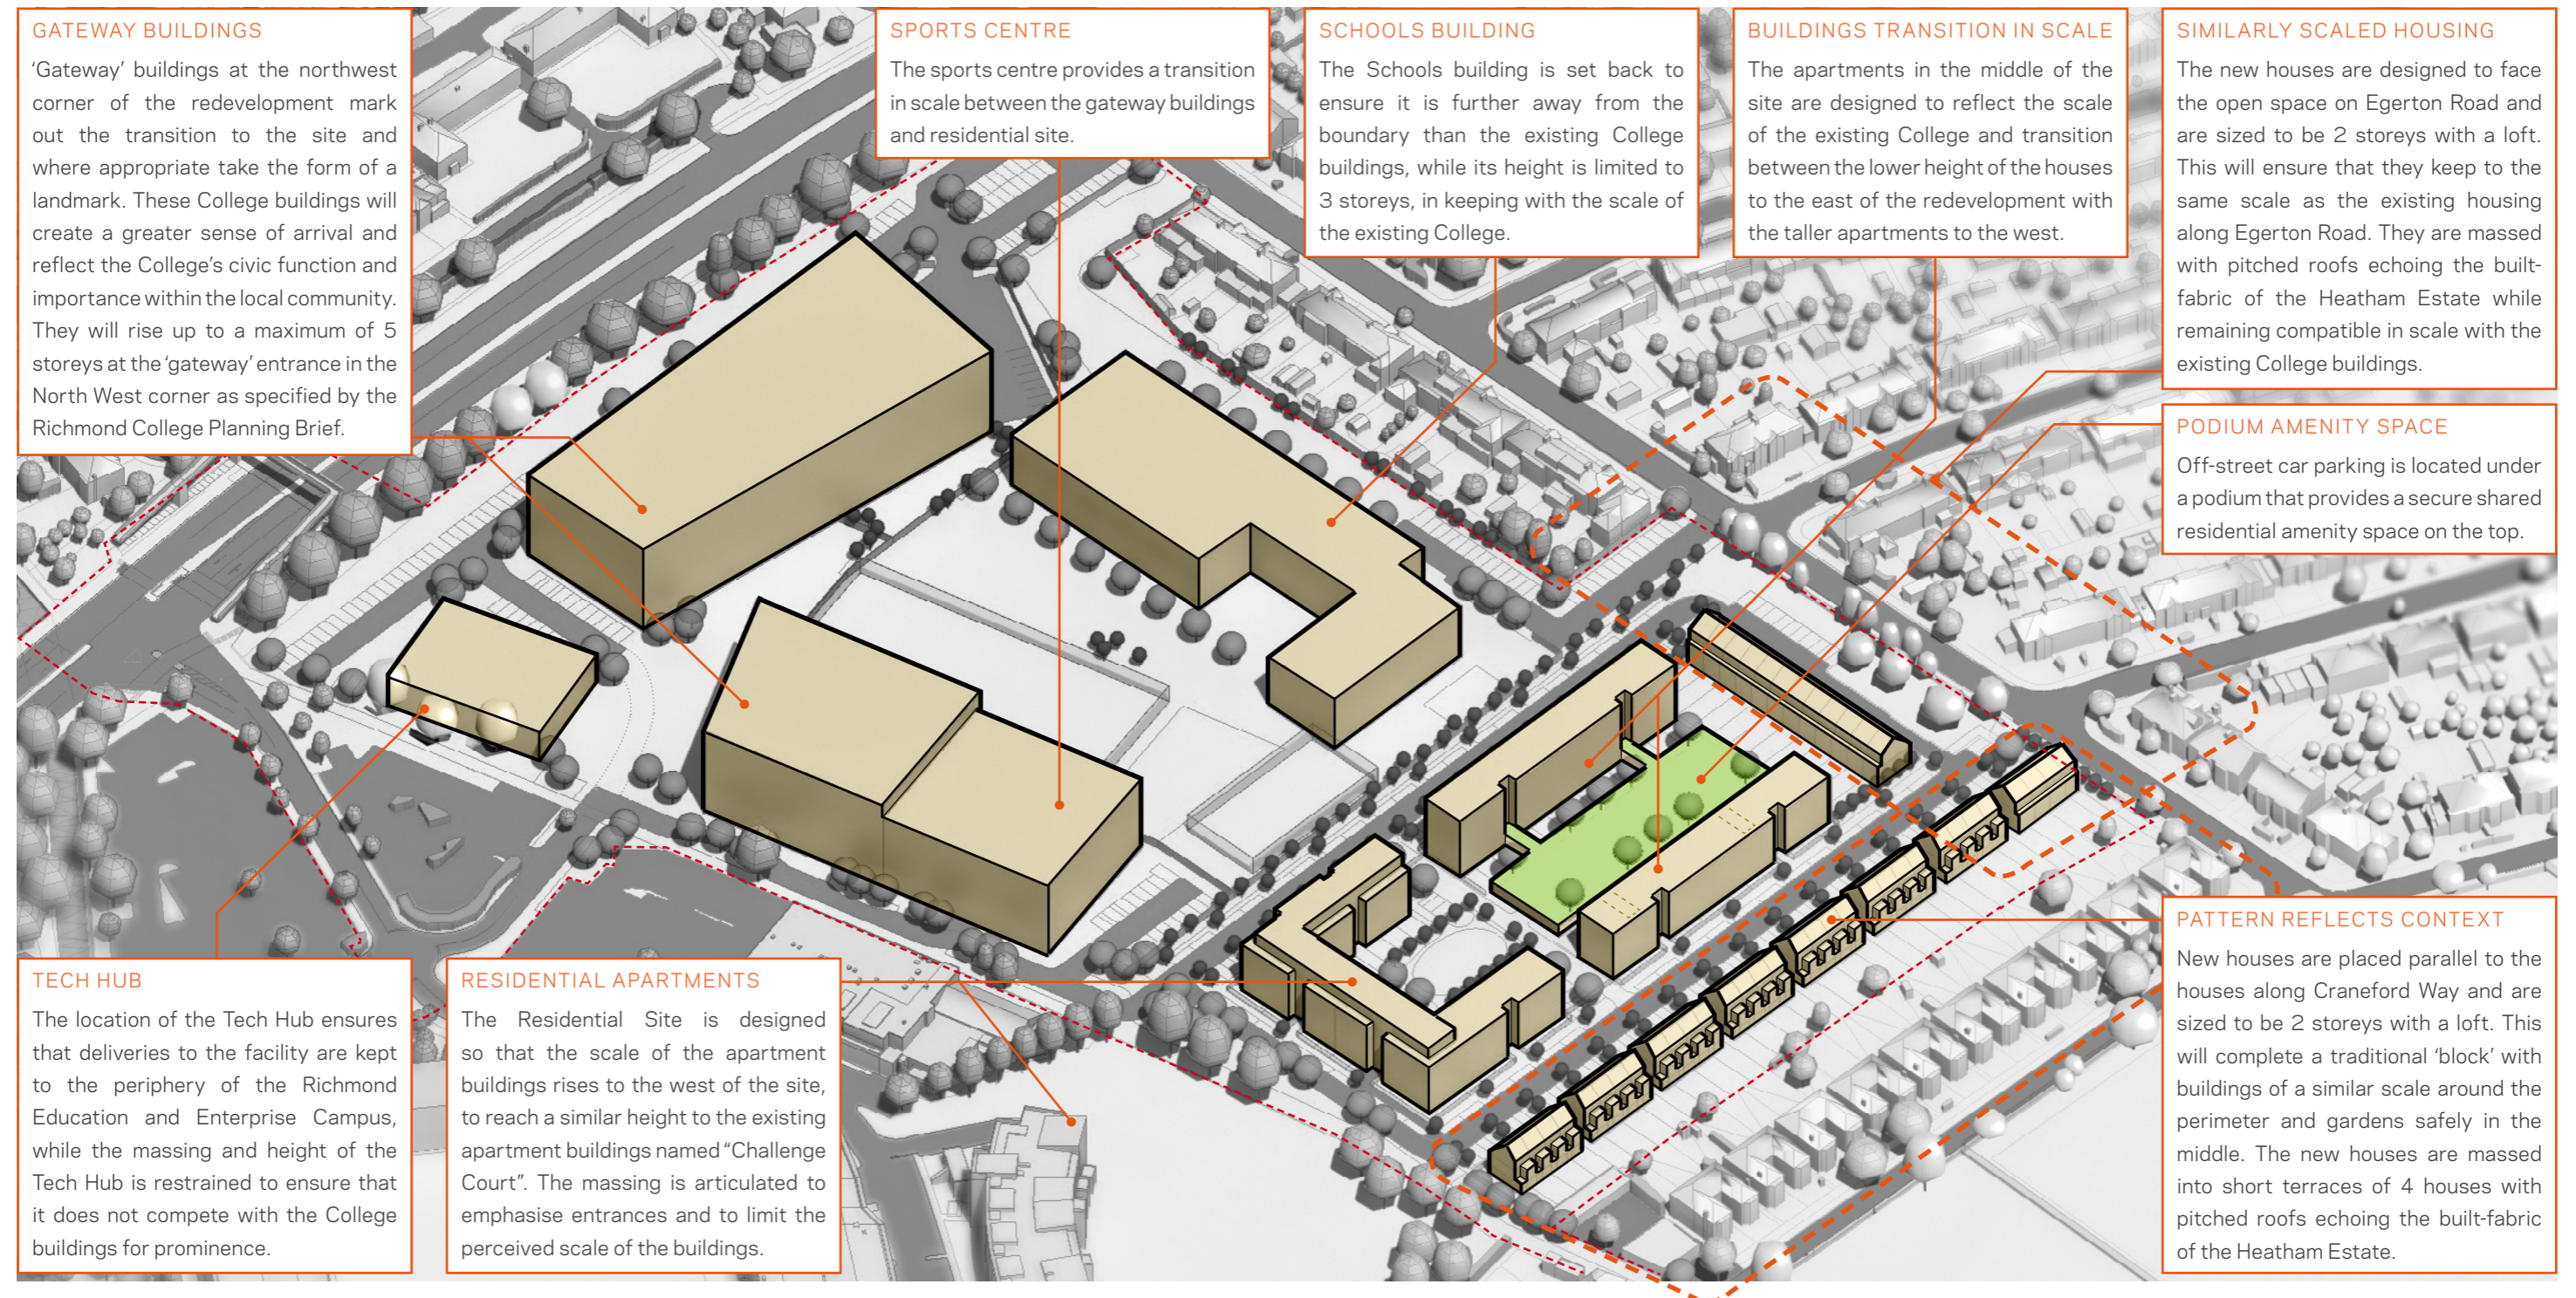 GATEWAY BUILDINGS
‘Gateway’ buildings at the northwest
corner of the redevelopment mark
out the transition to the site and
where appropriate take the form of a
landmark. These College buildings will
create a greater sense of arrival and
reflect the College’s civic function and
importance within the local community.
They will rise up to a maximum of 5
storeys at the ‘gateway’ entrance in the
North West corner as specified by the
Richmond College Planning Brief.
SPORTS CENTRE
The sports centre provides a transition
in scale between the gateway buildings
and residential site.
SCHOOLS BUILDING
The Schools building is set back to
ensure it is further away from the
boundary than the existing College
buildings, while its height is limited to
3 storeys, in keeping with the scale of
the existing College.
BUILDINGS TRANSITION IN SCALE
The apartments in the middle of the
site are designed to reflect the scale
of the existing College and transition
between the lower height of the houses
to the east of the redevelopment with
the taller apartments to the west.
SIMILARLY SCALED HOUSING
The new houses are designed to face
the open space on Egerton Road and
are sized to be 2 storeys with a loft.
This will ensure that they keep to the
same scale as the existing housing
along Egerton Road. They are massed
with pitched roofs echoing the built-
fabric of the Heatham Estate while
remaining compatible in scale with the
existing College buildings.
PODIUM AMENITY SPACE
Off-street car parking is located under
a podium that provides a secure shared
residential amenity space on the top.
TECH HUB
The location of the Tech Hub ensures
that deliveries to the facility are kept
to the periphery of the Richmond
Education and Enterprise Campus,
while the massing and height of the
Tech Hub is restrained to ensure that
it does not compete with the College
buildings for prominence.
RESIDENTIAL APARTMENTS
The Residential Site is designed
so that the scale of the apartment
buildings rises to the west of the site,
to reach a similar height to the existing
apartment buildings named “Challenge
Court”. The massing is articulated to
emphasise entrances and to limit the
perceived scale of the buildings.
PATTERN REFLECTS CONTEXT
New houses are placed parallel to the
houses along Craneford Way and are
sized to be 2 storeys with a loft. This
will complete a traditional ‘block’ with
buildings of a similar scale around the
perimeter and gardens safely in the
middle. The new houses are massed
into short terraces of 4 houses with
pitched roofs echoing the built-fabric
of the Heatham Estate.